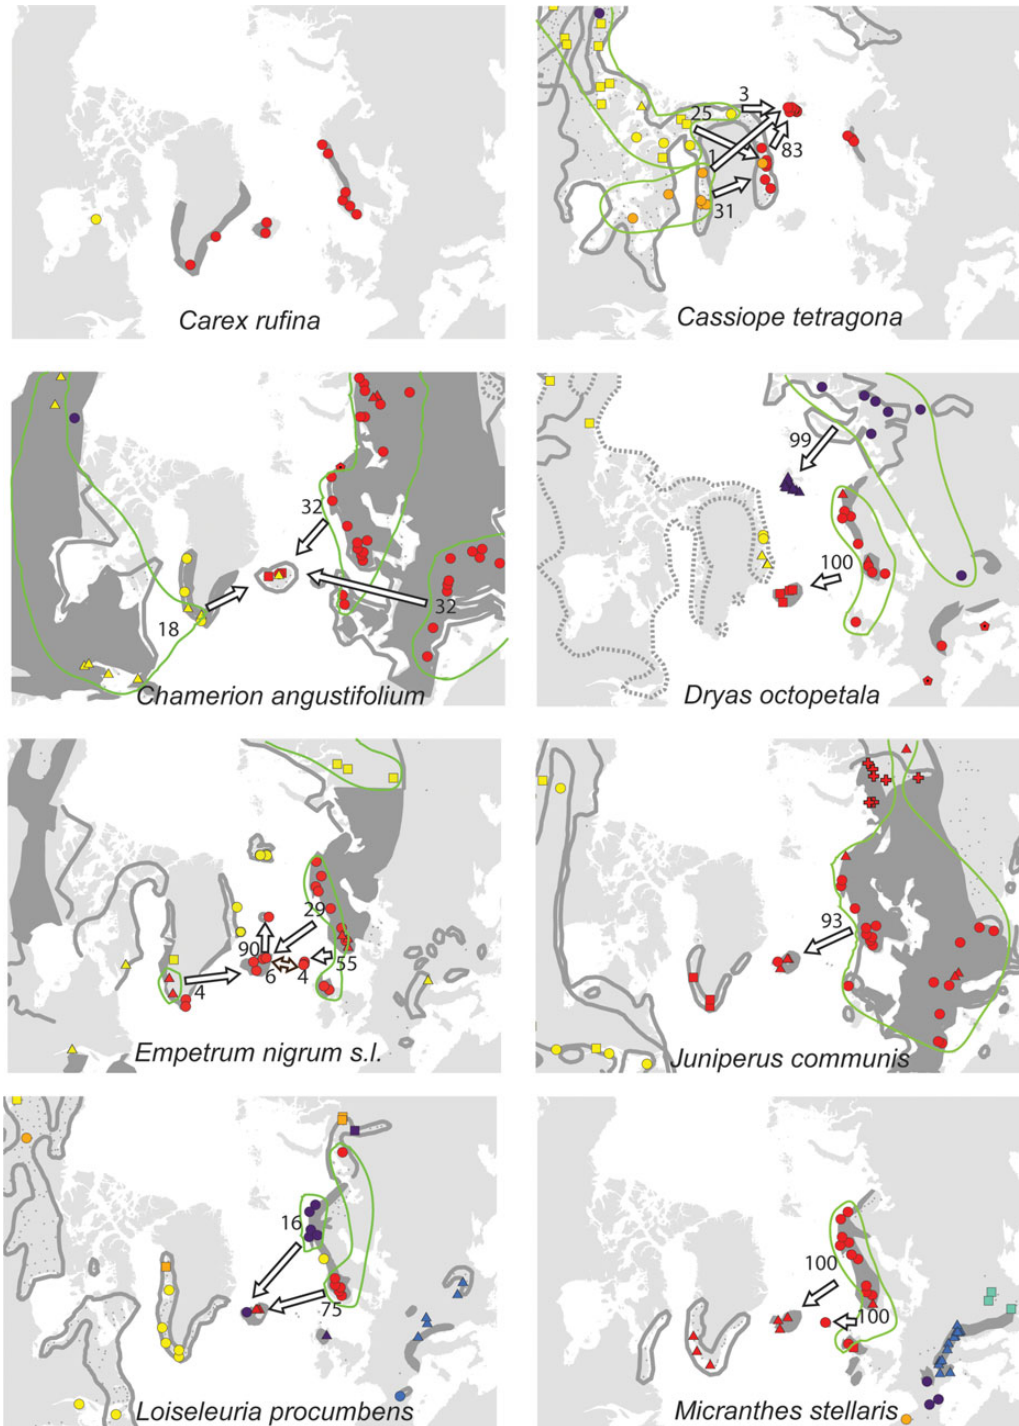 Carex rufina
3
25
1
83
31
Cassiope tetragona
32
32
18
Chamerion angustifolium
99
100
Dryas octopetala
29
90
55
6
4
4
Empetrum nigrum s.l.
93
Juniperus communis
16
75
Loiseleuria procumbens
100
100
Micranthes stellaris